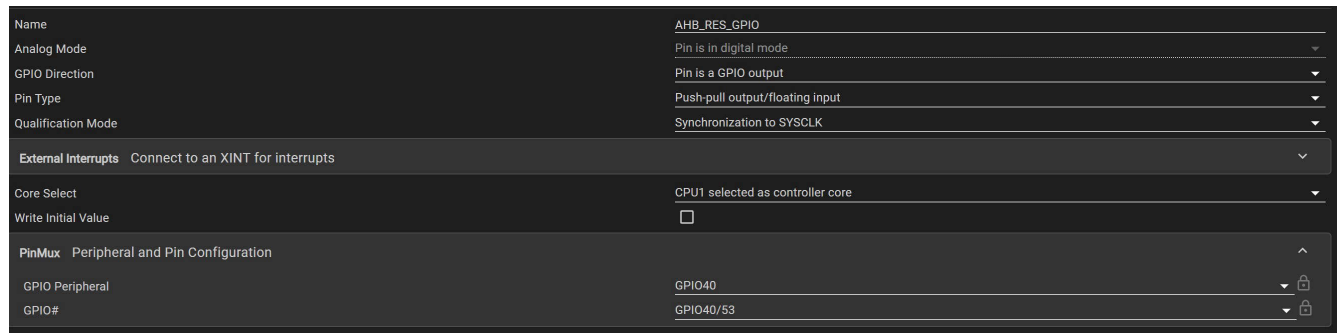 Name AHB_RES_GPIO
Analog Mode Pin is in digital mode
GPIO Direction Pin is a GPIO output
Pin Type Push-pull output/floating input
Qualification Mode Synchronization to SYSCLK
External Interrupts Connect to an XINT for interrupts
Core Select CPU1 selected as controller core
Write Initial Value
PinMux Peripheral and Pin Configuration
GPIO Peripheral GPIO40
GPIO# GPIO40/53